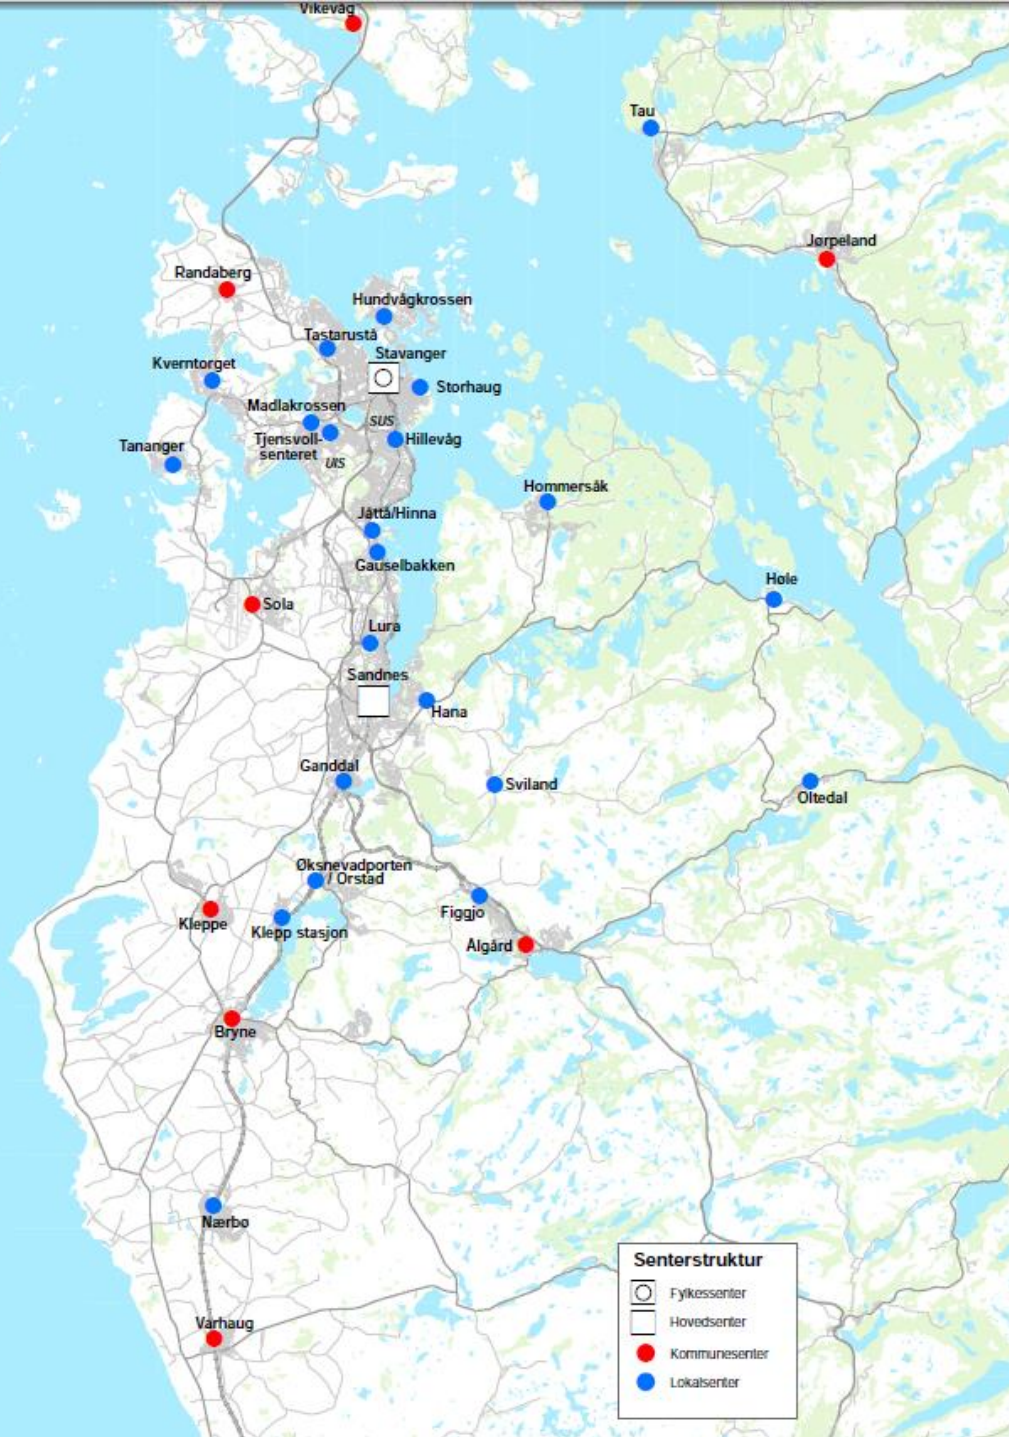 Vikevåg
Tau
Jørpeland
Randaberg
Hundvågkrossen
Tastarustå
Stavanger
Kverntorget
Storhaug
Madlakrossen
SUS
Tjensvoll-
senteret
Hillevåg
Tananger
UIS
Hommersåk
Jåttå/Hinna
Gauselbakken
Høle
Sola
Lura
Sandnes
Hana
Ganddal
Sviland
Oltedal
Øksnevadporten
/ Orstad
Figgjo
Kleppe
Klepp stasjon
Ålgård
Bryne
Nærbø
Varhaug
Senterstruktur
Fylkessenter
Hovedsenter
Kommunesenter
Lokalsenter